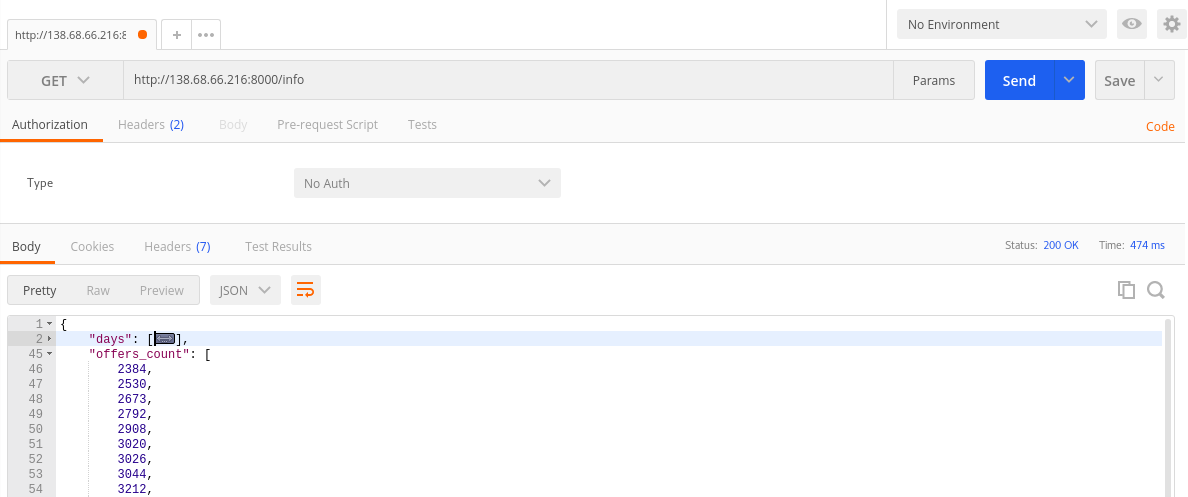 No Environment
http://138.68.66.216:8
GET http://138.68.66.216:8000/info Params Send Save
Authorization Headers (2) Body Pre-request Script Tests Code
Type No Auth
Body Cookies Headers (7) Test Results Status: 200 OK Time: 474 ms
Pretty Raw Preview JSON
1 {
2 "days": [],
45 "offers_count": [
46 2384,
47 2530,
48 2673,
49 2792,
50 2908,
51 3020,
52 3026,
53 3044,
54 3212,